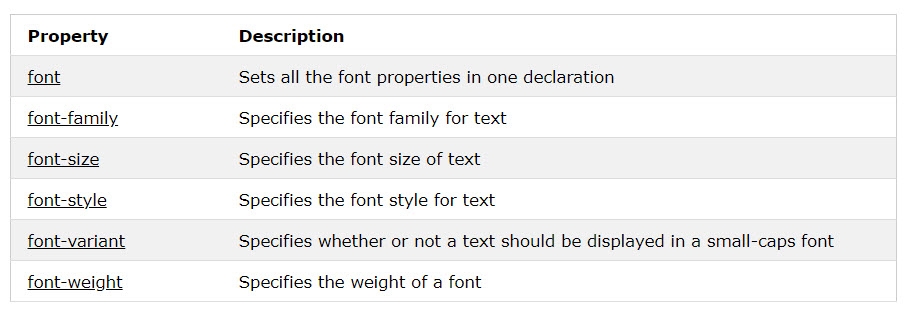 Property Description
font Sets all the font properties in one declaration
font-family Specifies the font family for text
font-size Specifies the font size of text
font-style Specifies the font style for text
font-variant Specifies whether or not a text should be displayed in a small-caps font
font-weight Specifies the weight of a font